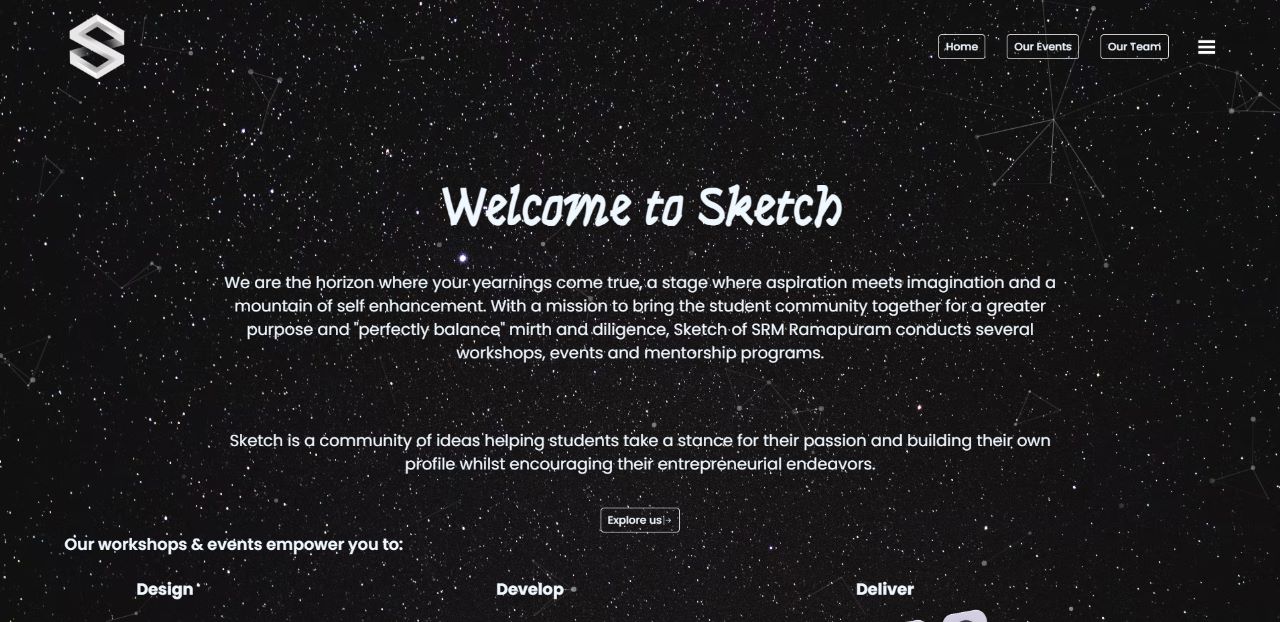 Home
Our Events
Our Team
Welcome to Sketch
We are the horizon where your yearnings come true, a stage where aspiration meets imagination and a
mountain of self enhancement. With a mission to bring the student community together for a greater
purpose and "perfectly balance" mirth and diligence, Sketch of SRM Ramapuram conducts several
workshops, events and mentorship programs.
Sketch is a community of ideas helping students take a stance for their passion and building their own
profile whilst encouraging their entrepreneurial endeavors.
Explore us
Our workshops & events empower you to:
Design
Develop
Deliver